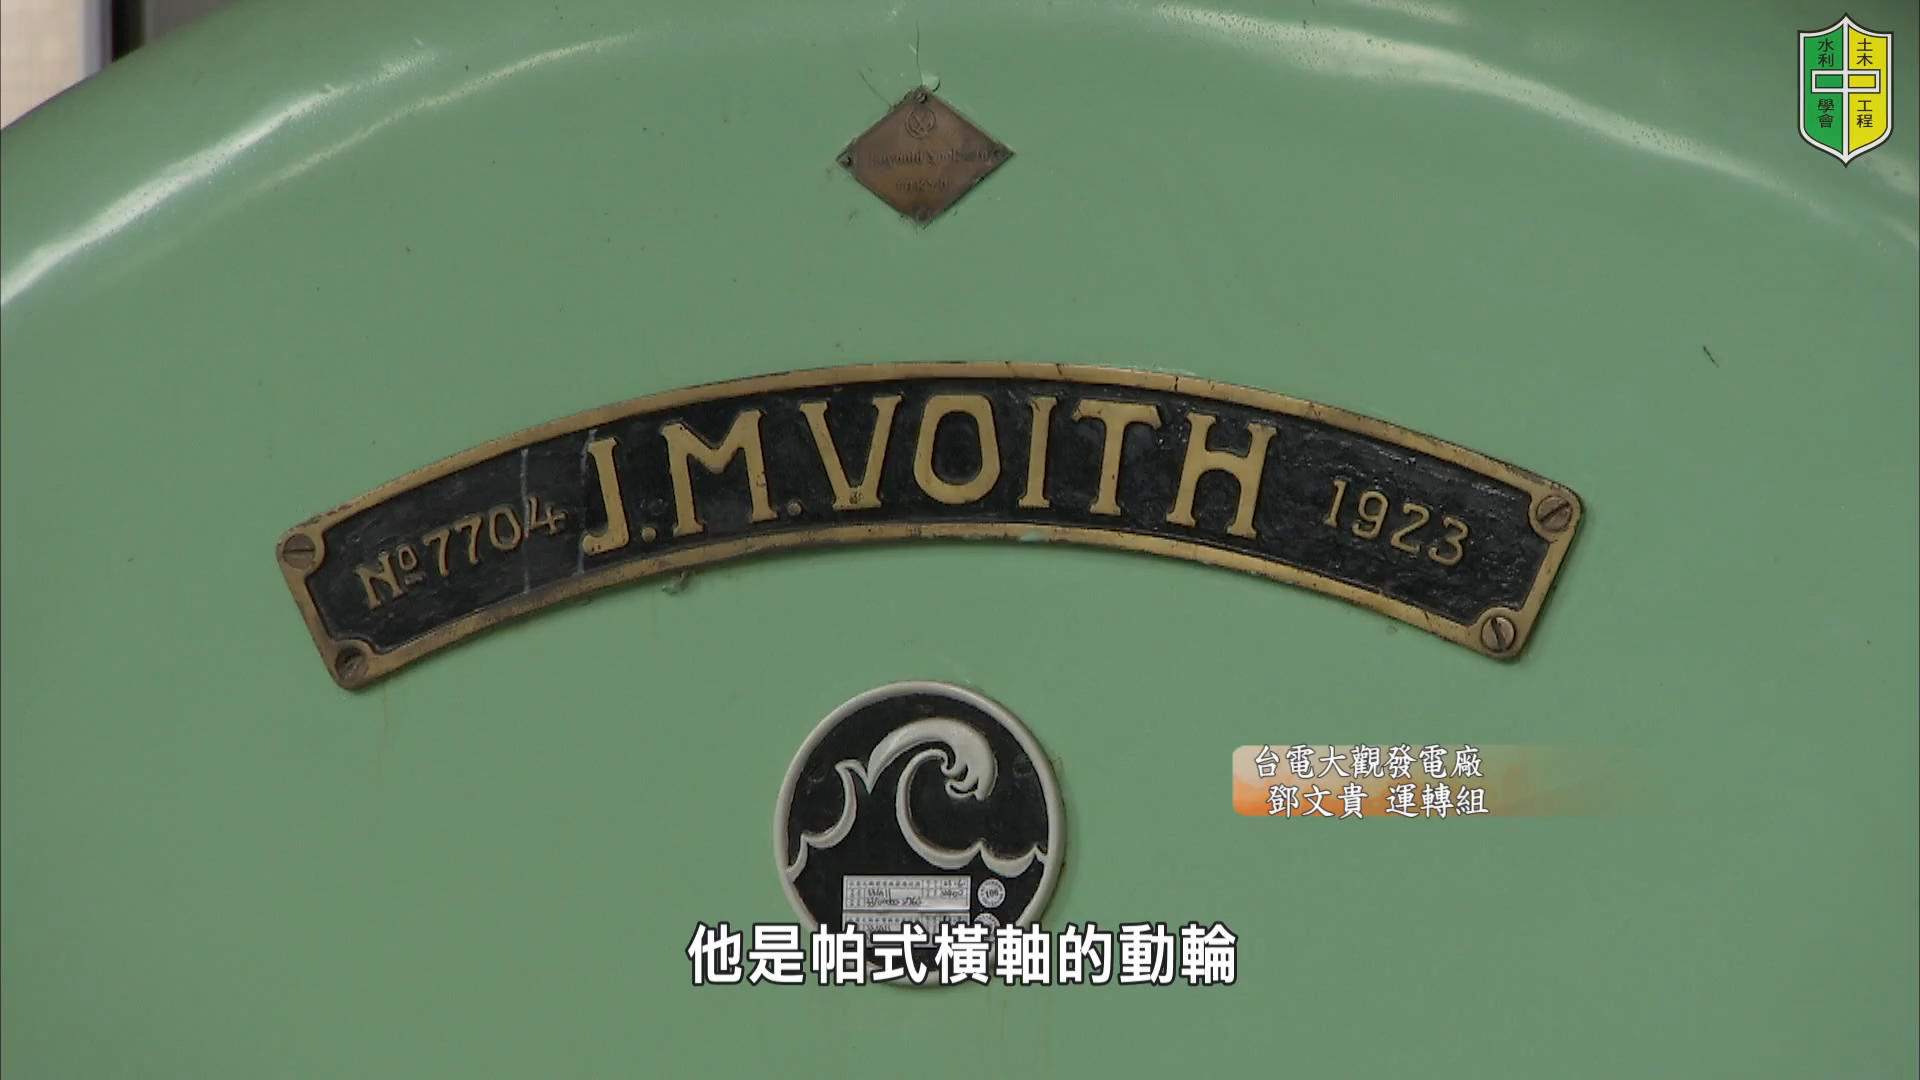 水利
學會
土木
工程
№7704 J.M.VOITH 1923
台電大觀發電廠
鄧文貴 運轉組
他是帕式橫軸的動輪